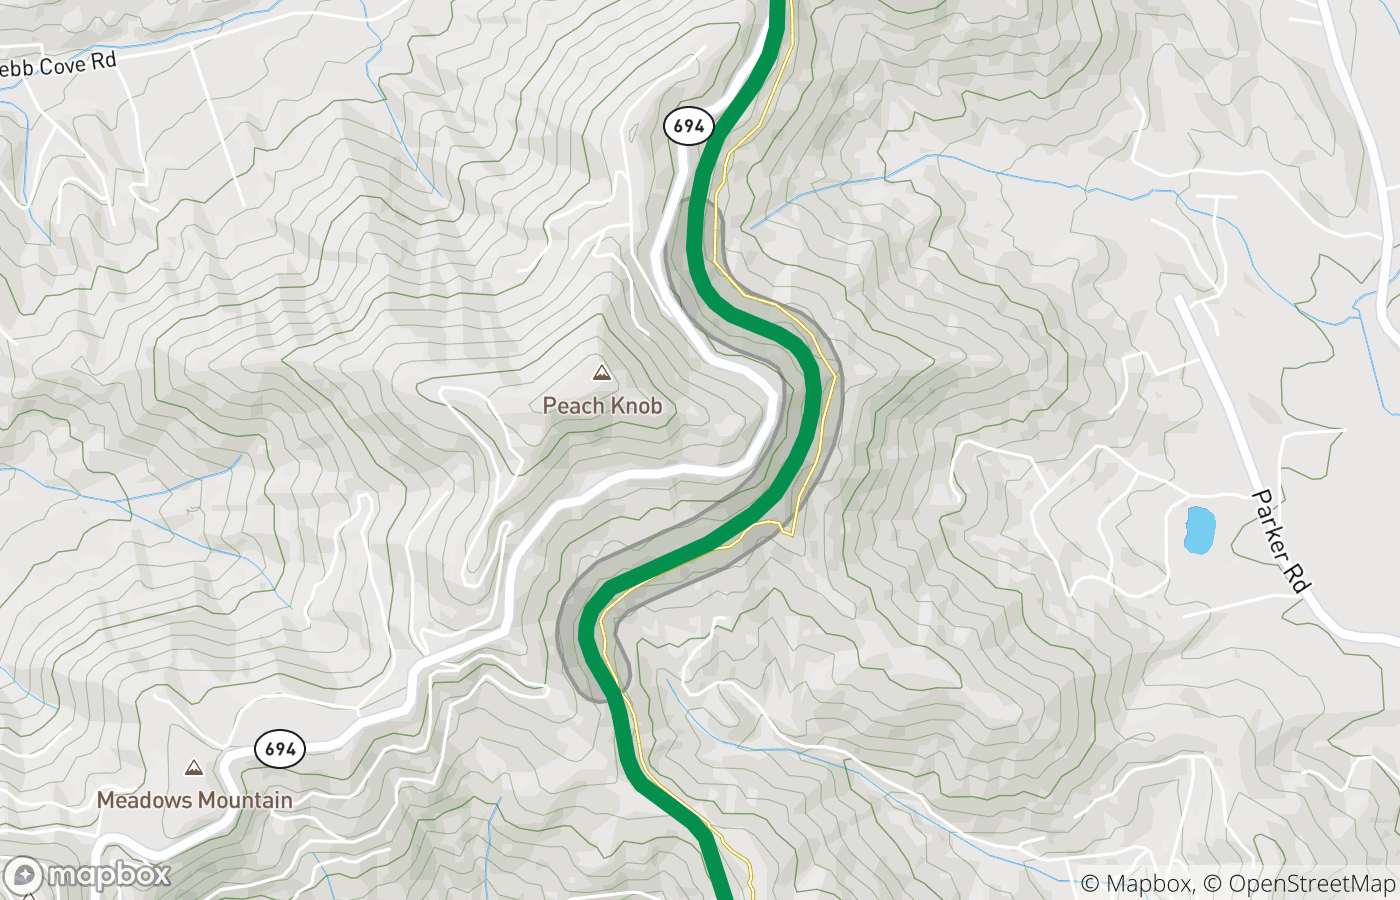 ebb Cove Rd
694
Peach Knob
Parker Rd
694
Meadows Mountain
mapbox
© Mapbox, © OpenStreetMap